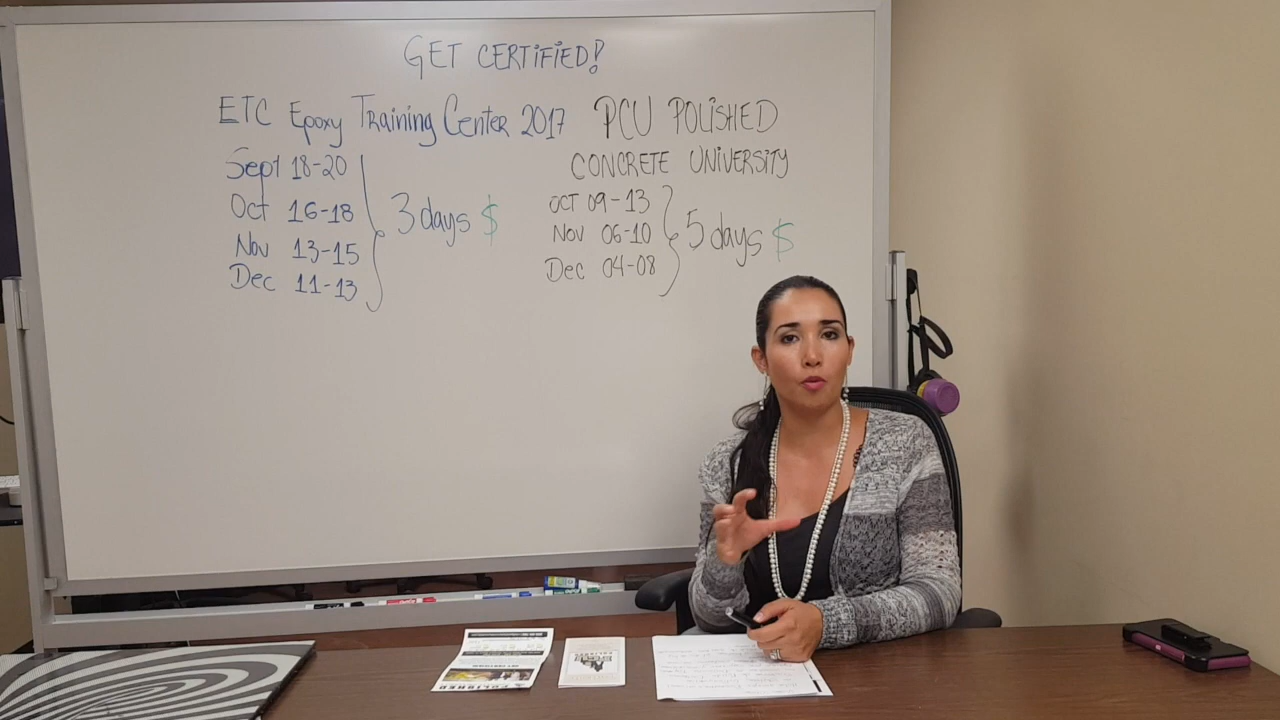 GET CERTIFIED!
ETC Epoxy Training Center 2017
Sept 18-20
Oct 16-18
Nov 13-15
Dec 11-13
3 days $
PCU POLISHED
CONCRETE UNIVERSITY
OCT 09-13
Nov 06-10
Dec 04-08
5 days $